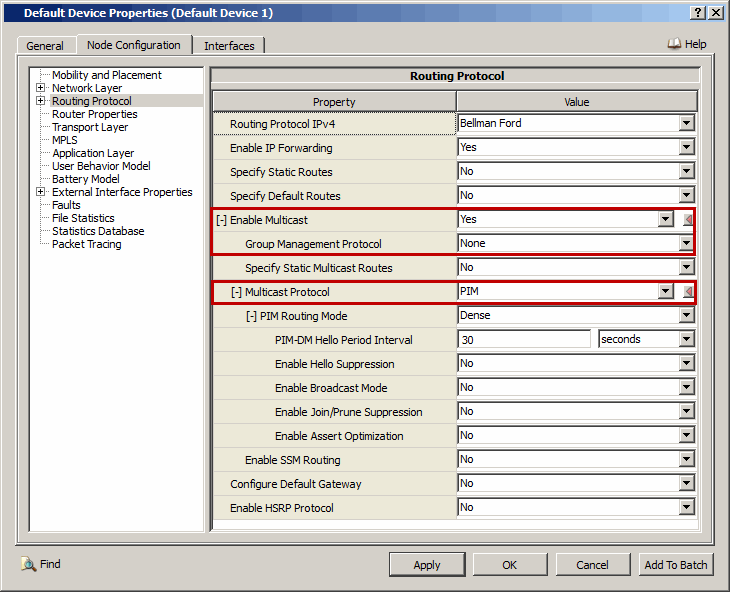 Default Device Properties (Default Device 1)
General Node Configuration Interfaces Help
Mobility and Placement
Network Layer
Routing Protocol
Router Properties
Transport Layer
MPLS
Application Layer
User Behavior Model
Battery Model
External Interface Properties
Faults
File Statistics
Statistics Database
Packet Tracing
Routing Protocol
Property Value
Routing Protocol IPv4 Bellman Ford
Enable IP Forwarding Yes
Specify Static Routes No
Specify Default Routes No
[-] Enable Multicast Yes
Group Management Protocol None
Specify Static Multicast Routes No
[-] Multicast Protocol PIM
[-] PIM Routing Mode Dense
PIM-DM Hello Period Interval 30 seconds
Enable Hello Suppression No
Enable Broadcast Mode No
Enable Join/Prune Suppression No
Enable Assert Optimization No
Enable SSM Routing No
Configure Default Gateway No
Enable HSRP Protocol No
Find Apply OK Cancel Add To Batch